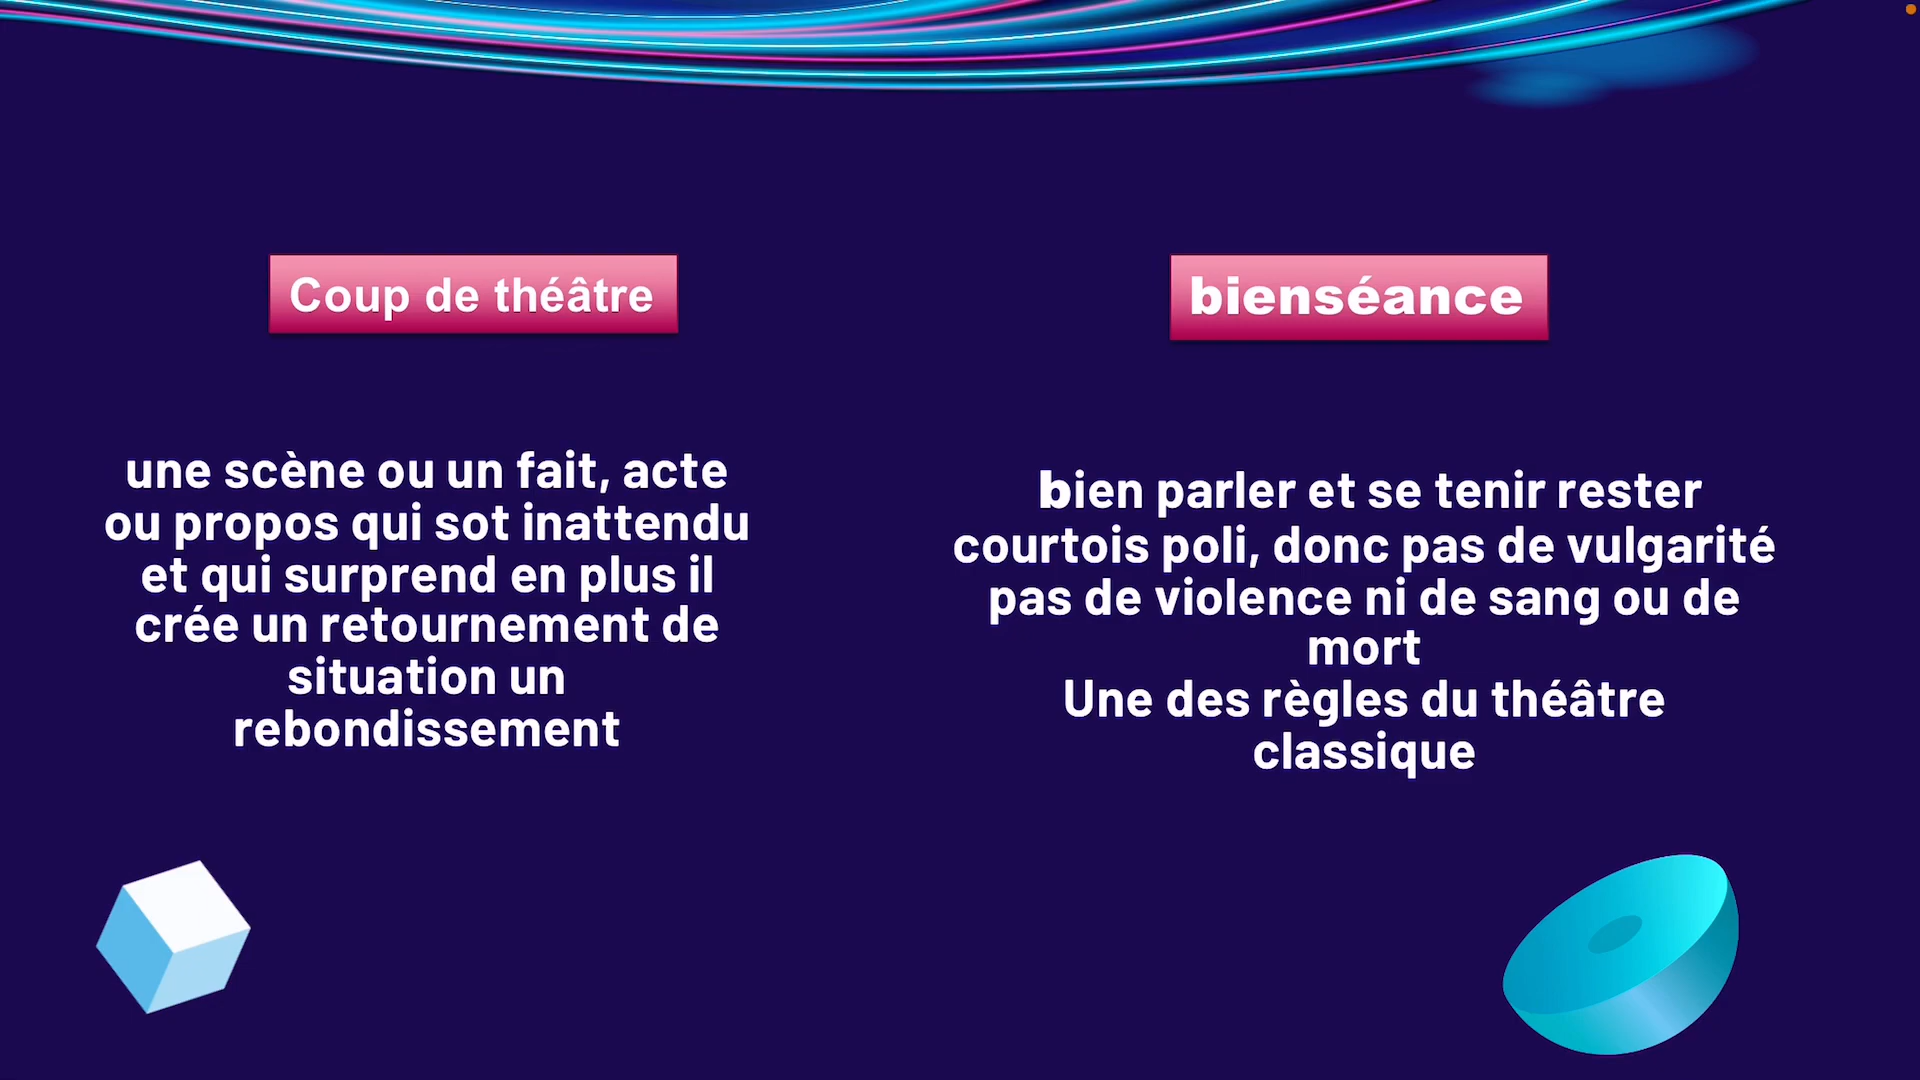 Coup de théâtre
une scène ou un fait, acte
ou propos qui sot inattendu
et qui surprend en plus il
crée un retournement de
situation un
rebondissement
bienséance
bien parler et se tenir rester
courtois poli, donc pas de vulgarité
pas de violence ni de sang ou de
mort
Une des règles du théâtre
classique